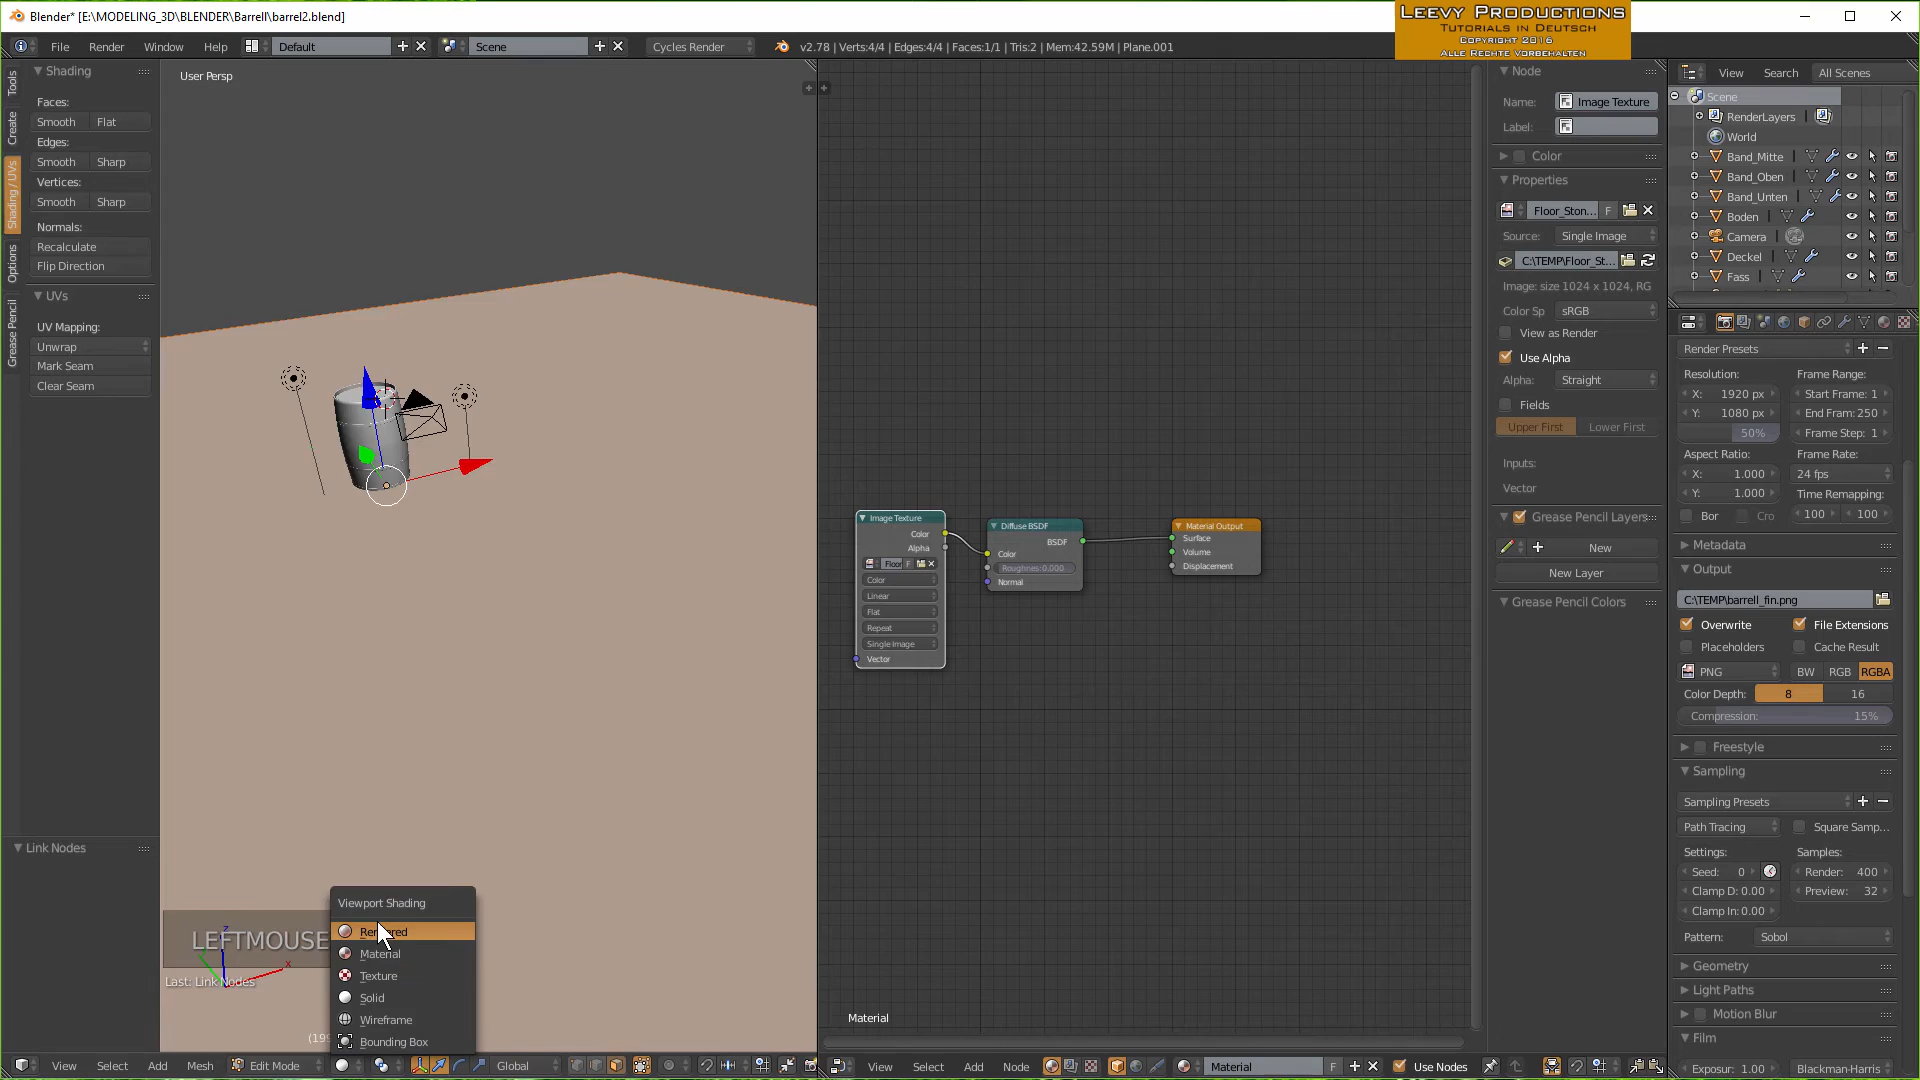 Blender* [E:\MODELING_3D\BLENDER\Barrell\barrel2.blend]
LEEVY PRODUCTIONS
TUTORIALS IN DEUTSCH
COPYRIGHT 2016
ALLE RECHTE VORBEHALTEN
File Render Window Help Default Scene Cycles Render v2.78 | Verts:4/4 | Edges:4/4 | Faces:1/1 | Tris:2 | Mem:42.59M | Plane.001
Tools
Create
Shading / UVs
Options
Grease Pencil
Shading
Faces:
Smooth Flat
Edges:
Smooth Sharp
Vertices:
Smooth Sharp
Normals:
Recalculate
Flip Direction
UVs
UV Mapping:
Unwrap
Mark Seam
Clear Seam
Link Nodes
User Persp
LEFTMOUSE
Last: Link Nodes
(199
Viewport Shading
Material
Texture
Solid
Wireframe
Bounding Box
View Select Add Mesh Edit Mode Global
Image Texture
Color
Alpha
Floor F
Color
Linear
Flat
Repeat
Single Image
Vector
Diffuse BSDF
BSDF
Color
Roughnes:0.000
Normal
Material Output
Surface
Volume
Displacement
Material
View Select Add Node Material F Use Nodes
Node
Name: Image Texture
Label:
Color
Properties
Floor_Ston... F
Source: Single Image
C:\TEMP\Floor_St...
Image: size 1024 x 1024, RG
Color Sp sRGB
View as Render
Use Alpha
Alpha: Straight
Fields
Upper First Lower First
Inputs:
Vector
Grease Pencil Layers
New
New Layer
Grease Pencil Colors
View Search All Scenes
Scene
RenderLayers
World
Band_Mitte
Band_Oben
Band_Unten
Boden
Camera
Deckel
Fass
Render Presets
Resolution: Frame Range:
X: 1920 px Start Frame: 1
Y: 1080 px End Fram: 250
50% Frame Step: 1
Aspect Ratio: Frame Rate:
X: 1.000 24 fps
Y: 1.000 Time Remapping:
Bor Cro 100 100
Metadata
Output
C:\TEMP\barrell_fin.png
Overwrite File Extensions
Placeholders Cache Result
PNG BW RGB RGBA
Color Depth: 8 16
Compression: 15%
Freestyle
Sampling
Sampling Presets
Path Tracing Square Samp...
Settings: Samples:
Seed: 0 Render: 400
Clamp D: 0.00 Preview: 32
Clamp In: 0.00
Pattern: Sobol
Geometry
Light Paths
Motion Blur
Film
Exposure: 1.00 Blackman-Harris